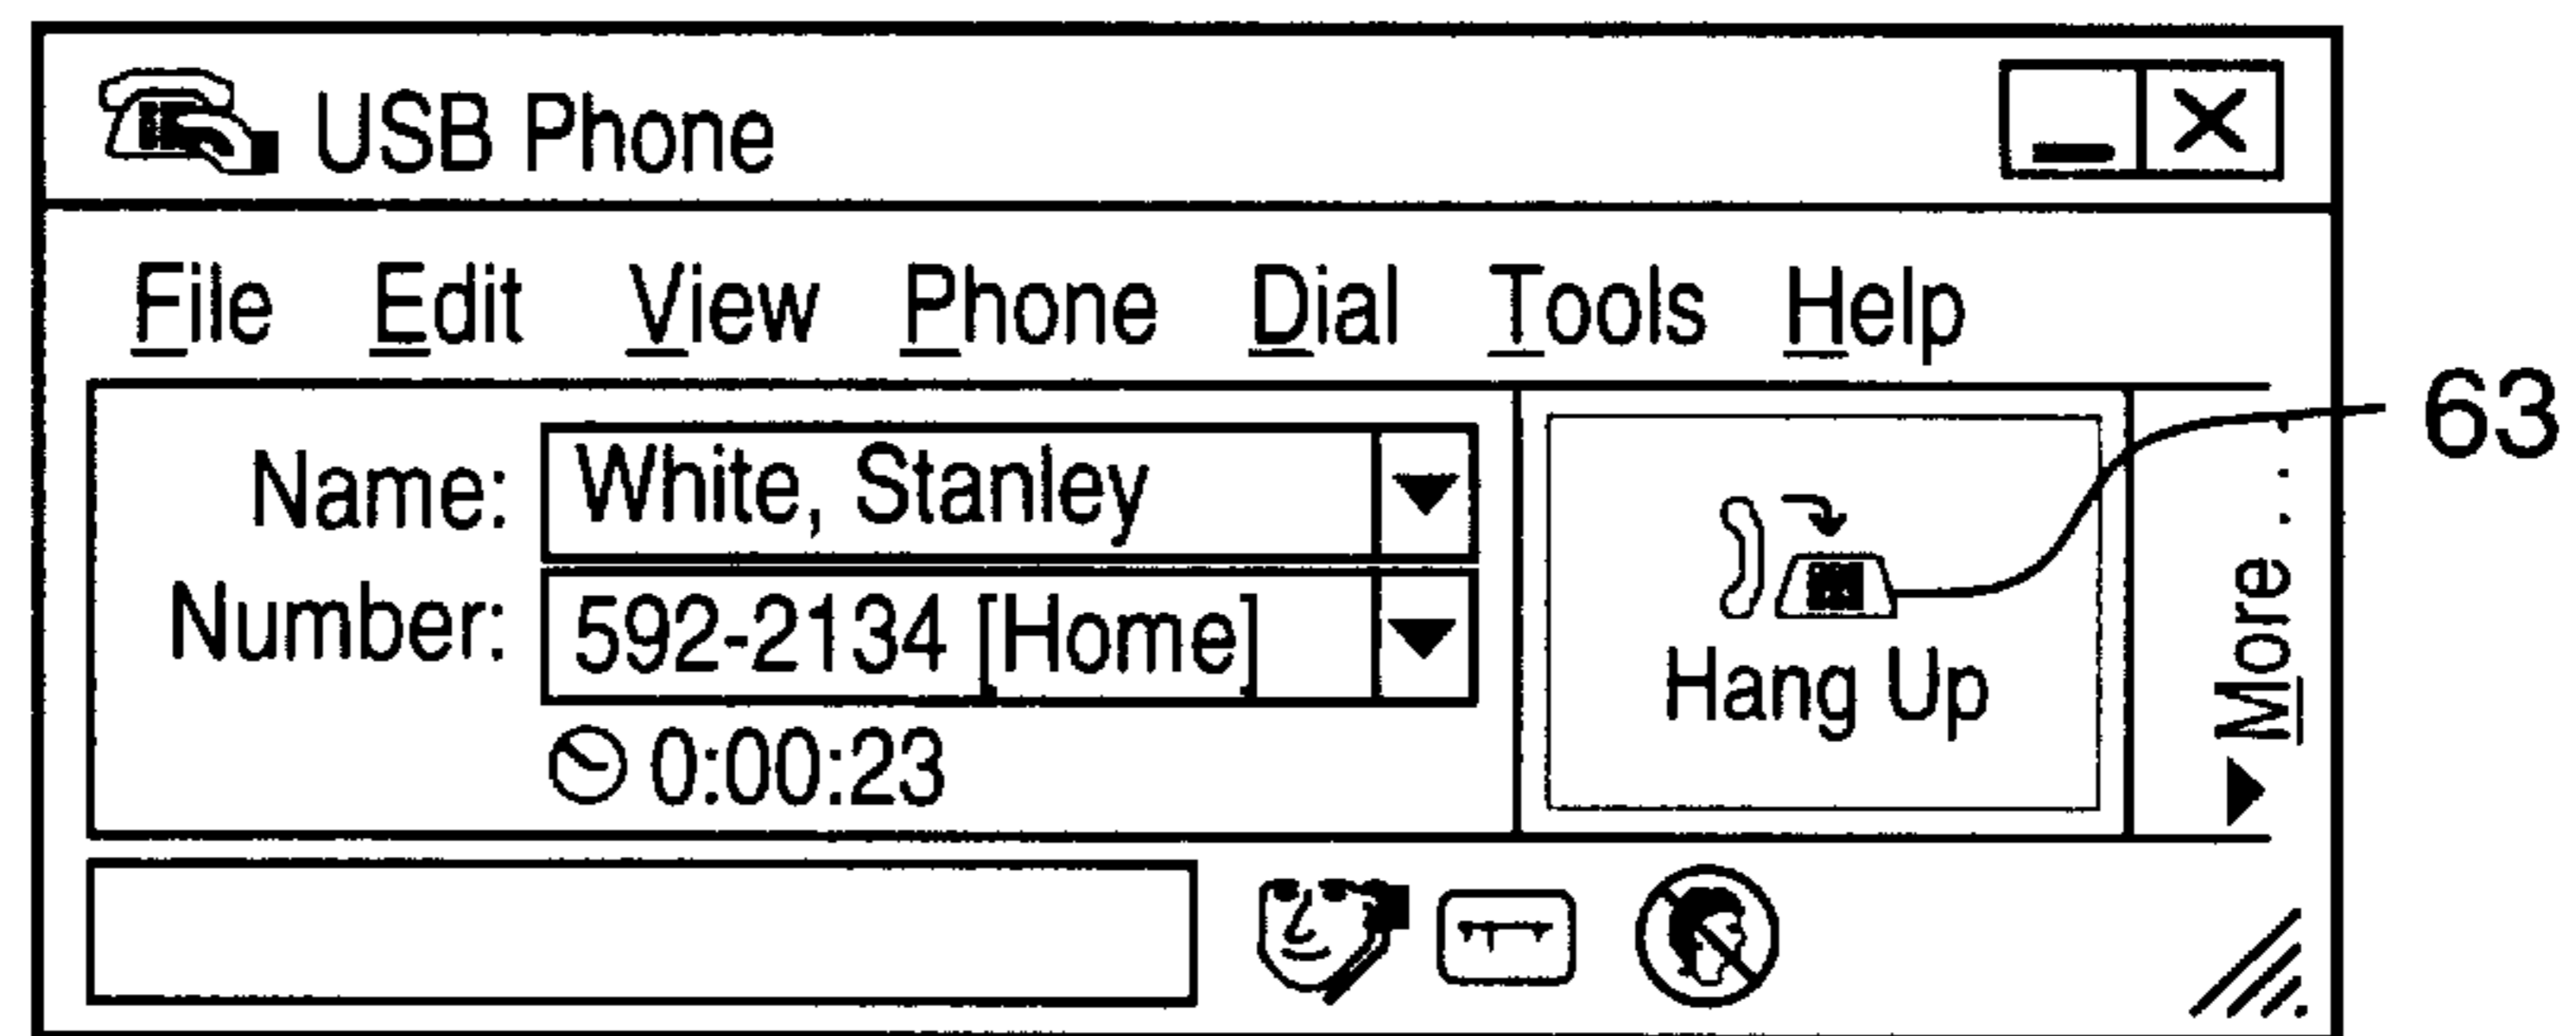 USB Phone
File Edit View Phone Dial Tools Help
Name: White, Stanley
Number: 592-2134 [Home]
0:00:23
Hang Up
More . . .
63